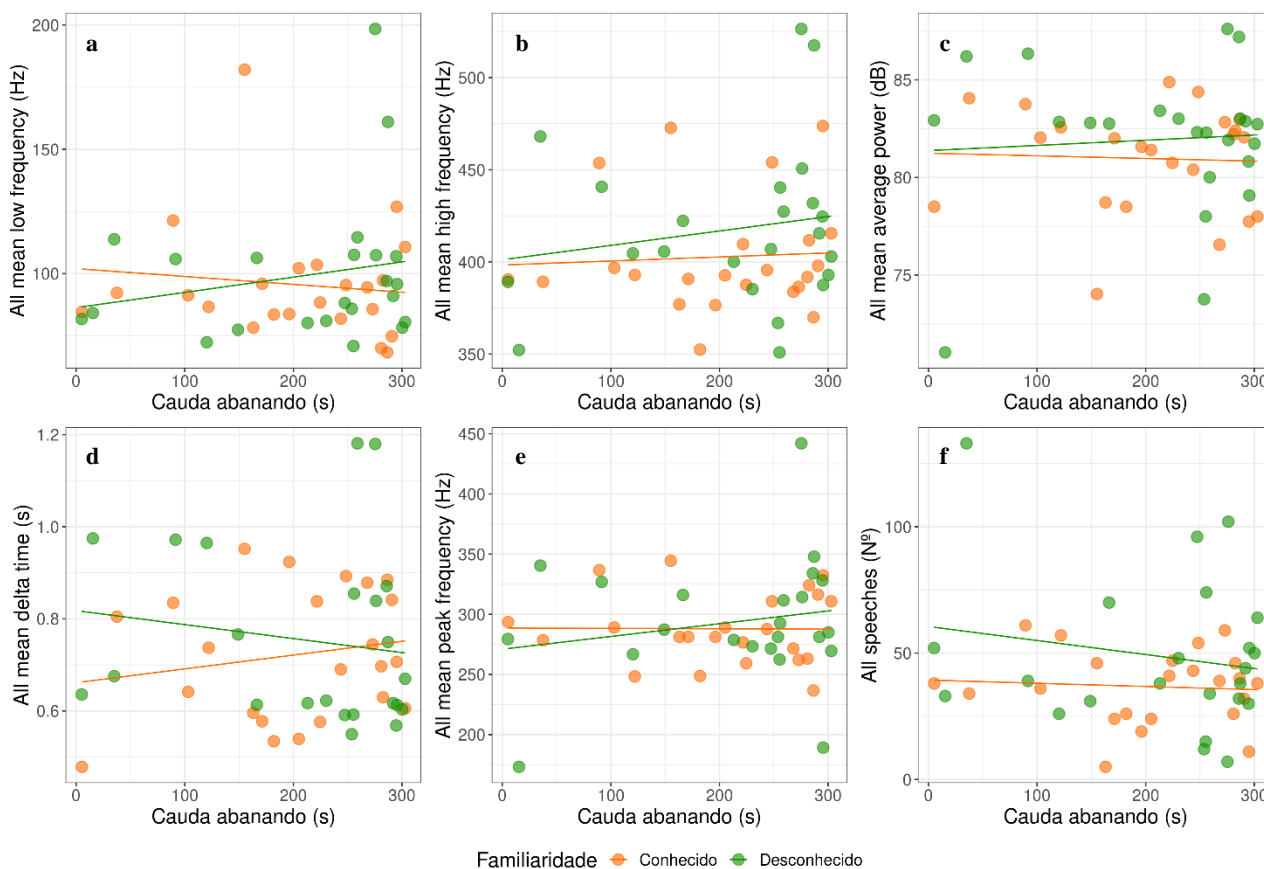 a
All mean low frequency (Hz)
200
150
100
0 100 200 300
Cauda abanando (s)
b
All mean high frequency (Hz)
500
450
400
350
0 100 200 300
Cauda abanando (s)
c
All mean average power (dB)
85
80
75
0 100 200 300
Cauda abanando (s)
d
All mean delta time (s)
1.2
1.0
0.8
0.6
0 100 200 300
Cauda abanando (s)
e
All mean peak frequency (Hz)
450
400
350
300
250
200
0 100 200 300
Cauda abanando (s)
f
All speeches (Nº)
100
50
0
0 100 200 300
Cauda abanando (s)
Familiaridade Conhecido Desconhecido